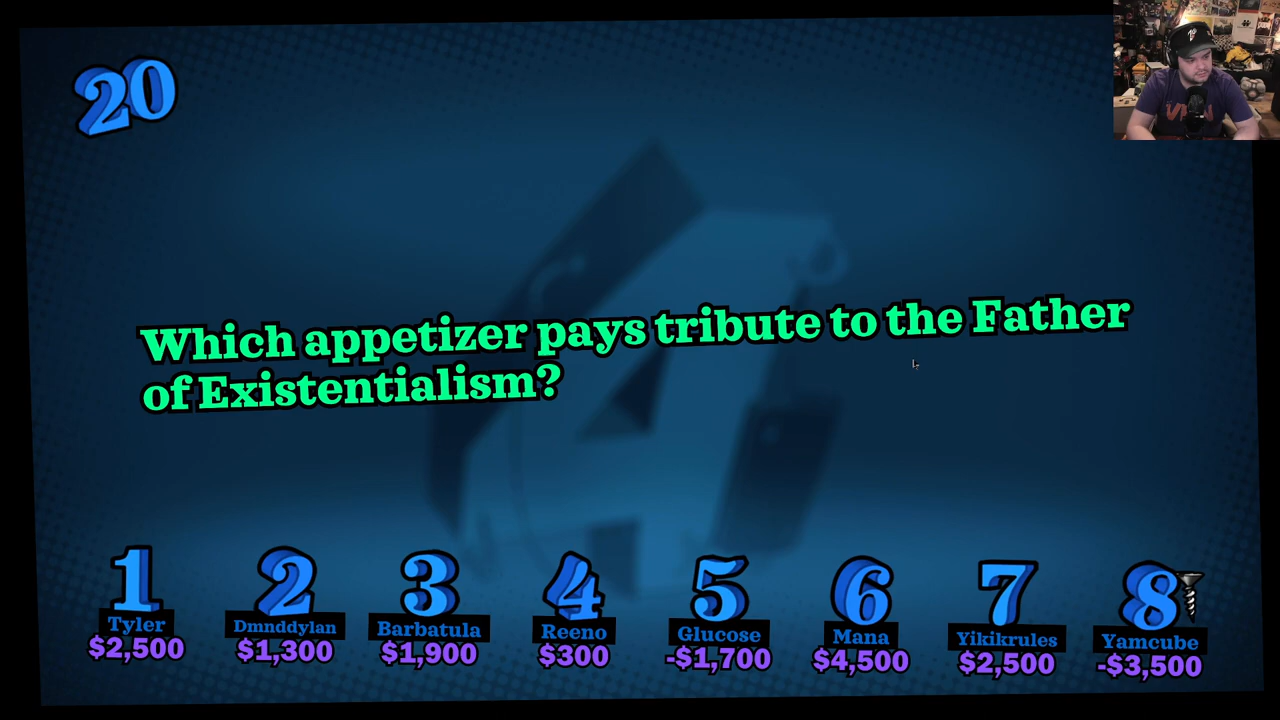 20
Which appetizer pays tribute to the Father
of Existentialism?
1 2 3 4 5 6 7 8
Tyler Dmnddylan Barbatula Reeno Glucose Mana Yikikrules Yamcube
$2,500 $1,300 $1,900 $300 -$1,700 $4,500 $2,500 -$3,500